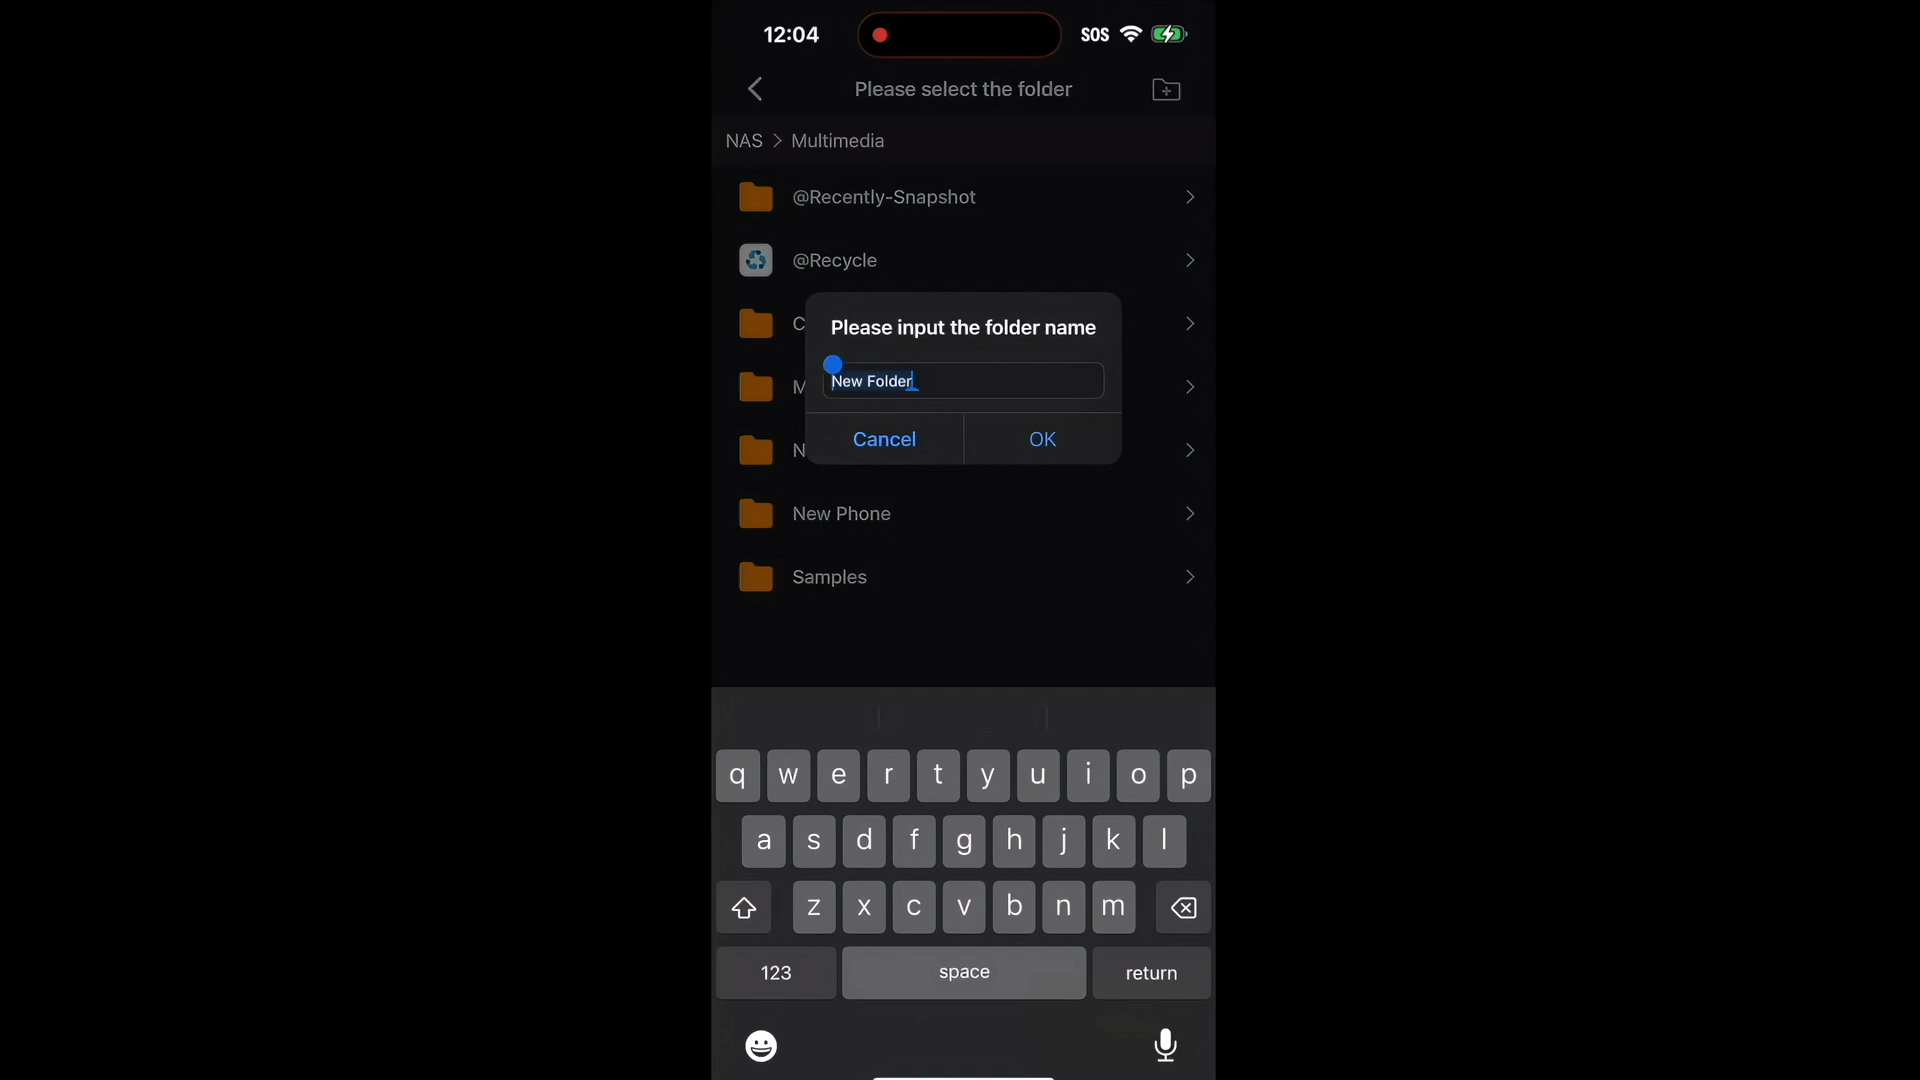 12:04
SOS
Please select the folder
NAS > Multimedia
@Recently-Snapshot
@Recycle
C
M
N
Please input the folder name
New Folder
Cancel OK
New Phone
Samples
q w e r t y u i o p
a s d f g h j k l
z x c v b n m
123 space return